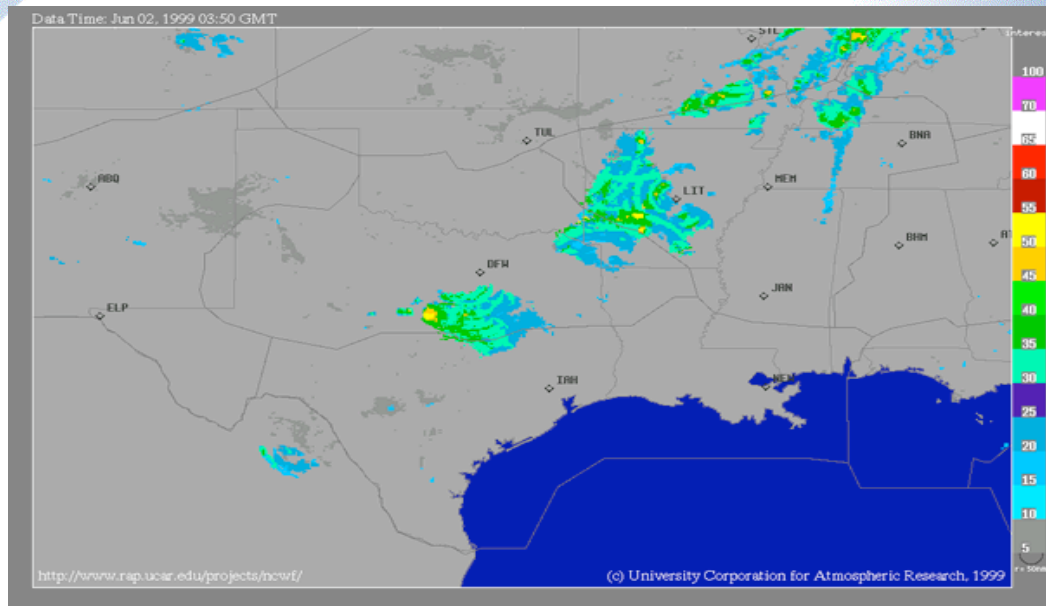 Data Time: Jun 02, 1999 03:50 GMT
STL
Interes
100
TUL
BNA
70
65
ABQ
LIT
MEM
60
55
BHM
AT
50
DFW
45
ELP
JAN
40
35
IAH
30
25
20
15
10
5
http://www.rap.ucar.edu/projects/ncwf/
(c) University Corporation for Atmospheric Research, 1999